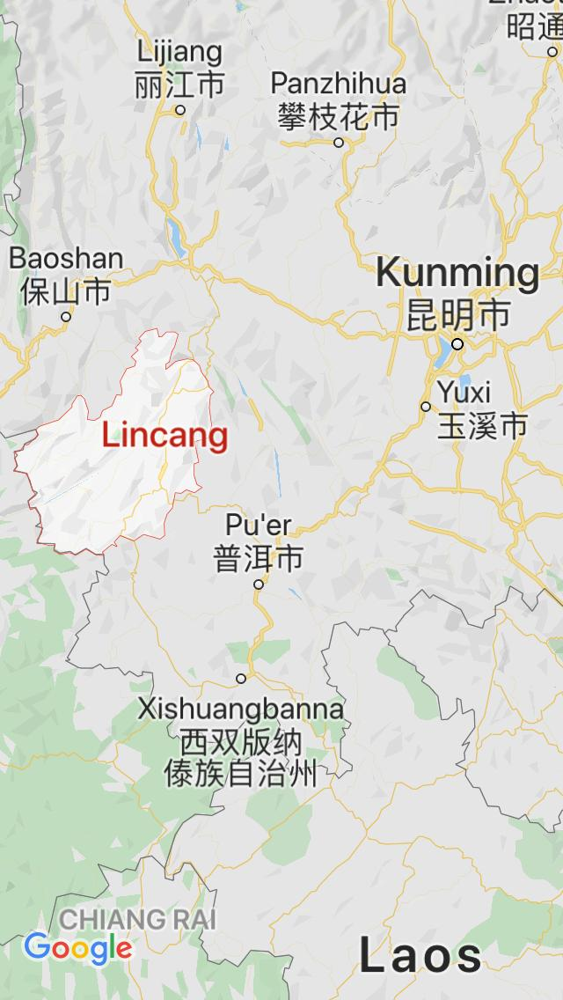 昭通
Lijiang
丽江市
Panzhihua
攀枝花市
Baoshan
保山市
Kunming
昆明市
Yuxi
玉溪市
Lincang
Pu'er
普洱市
Xishuangbanna
西双版纳
傣族自治州
CHIANG RAI
Google
Laos